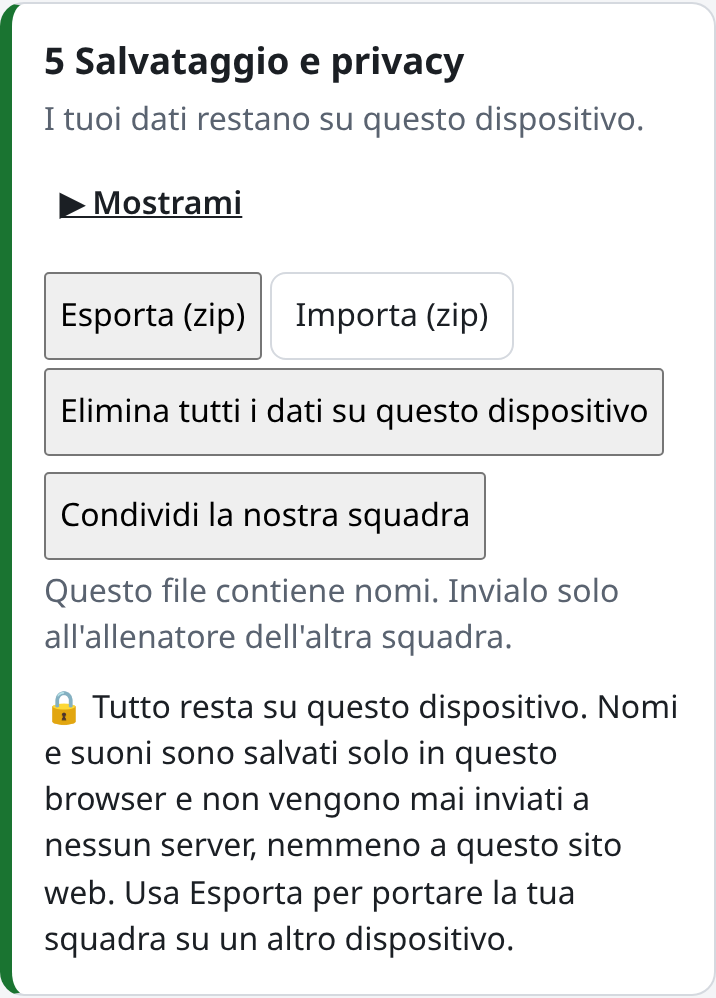 5 Salvataggio e privacy
I tuoi dati restano su questo dispositivo.
▶ Mostrami
Esporta (zip) Importa (zip)
Elimina tutti i dati su questo dispositivo
Condividi la nostra squadra
Questo file contiene nomi. Invialo solo
all'allenatore dell'altra squadra.
🔒 Tutto resta su questo dispositivo. Nomi
e suoni sono salvati solo in questo
browser e non vengono mai inviati a
nessun server, nemmeno a questo sito
web. Usa Esporta per portare la tua
squadra su un altro dispositivo.